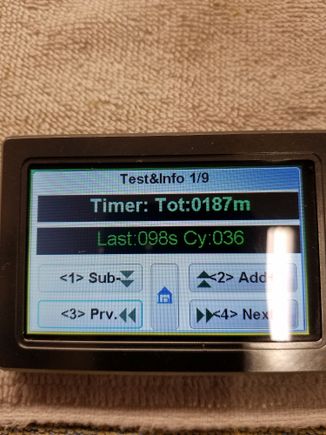 Test&Info 1/9
Timer: Tot:0187m
Last:098s Cy:036
<1> Sub-
<2> Add+
<3> Prv.
<4> Next